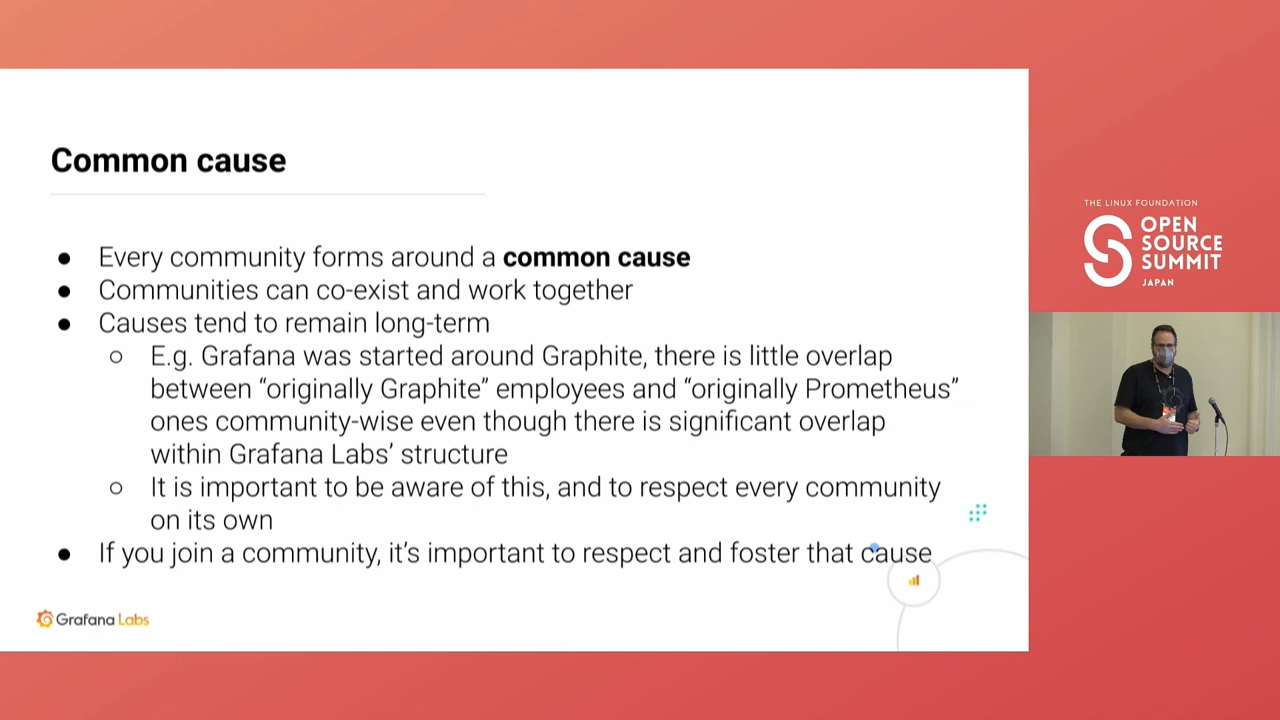 Common cause
● Every community forms around a common cause
● Communities can co-exist and work together
● Causes tend to remain long-term
○ E.g. Grafana was started around Graphite, there is little overlap
between “originally Graphite” employees and “originally Prometheus”
ones community-wise even though there is significant overlap
within Grafana Labs’ structure
○ It is important to be aware of this, and to respect every community
on its own
● If you join a community, it’s important to respect and foster that cause
Grafana Labs
THE LINUX FOUNDATION
OPEN
SOURCE
SUMMIT
JAPAN